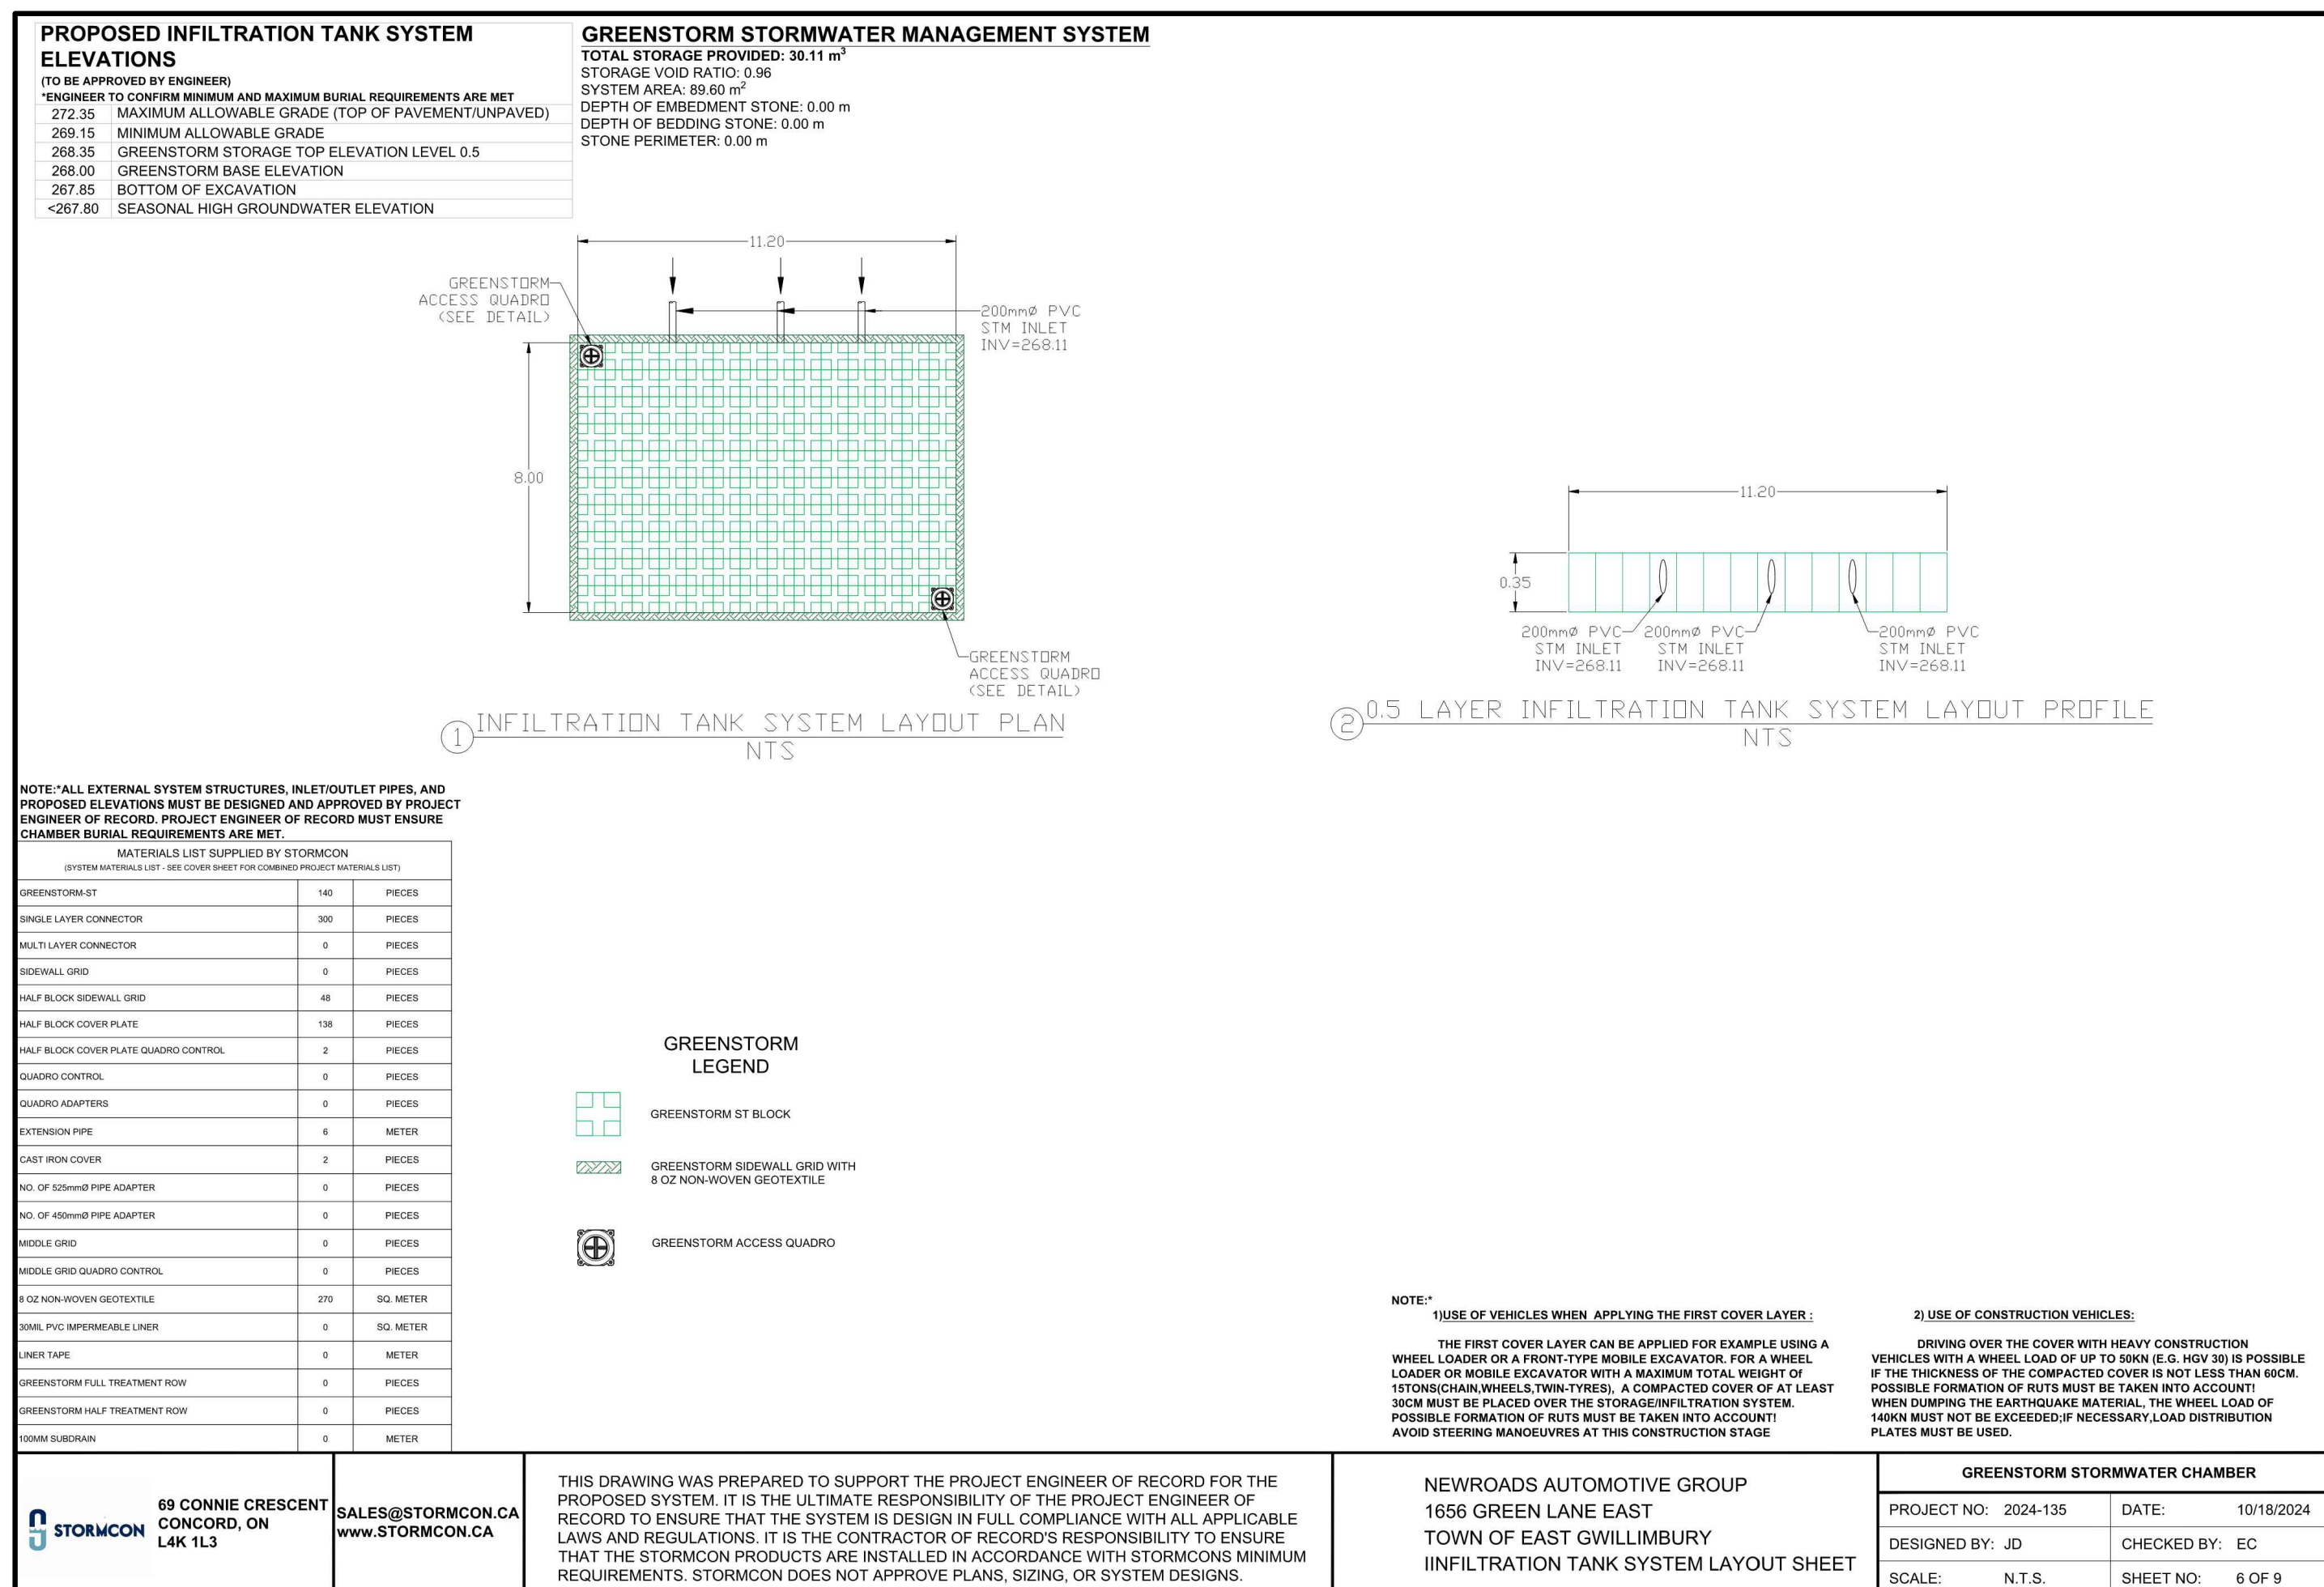 PROPOSED INFILTRATION TANK SYSTEM
ELEVATIONS
(TO BE APPROVED BY ENGINEER)
*ENGINEER TO CONFIRM MINIMUM AND MAXIMUM BURIAL REQUIREMENTS ARE MET
272.35 MAXIMUM ALLOWABLE GRADE (TOP OF PAVEMENT/UNPAVED)
269.15 MINIMUM ALLOWABLE GRADE
268.35 GREENSTORM STORAGE TOP ELEVATION LEVEL 0.5
268.00 GREENSTORM BASE ELEVATION
267.85 BOTTOM OF EXCAVATION
<267.80 SEASONAL HIGH GROUNDWATER ELEVATION
GREENSTORM STORMWATER MANAGEMENT SYSTEM
TOTAL STORAGE PROVIDED: 30.11 m³
STORAGE VOID RATIO: 0.96
SYSTEM AREA: 89.60 m²
DEPTH OF EMBEDMENT STONE: 0.00 m
DEPTH OF BEDDING STONE: 0.00 m
STONE PERIMETER: 0.00 m
11.20
GREENSTORM
ACCESS QUADRO
(SEE DETAIL)
200mmø PVC
STM INLET
INV=268.11
8.00
GREENSTORM
ACCESS QUADRO
(SEE DETAIL)
1 INFILTRATION TANK SYSTEM LAYOUT PLAN
NTS
11.20
0.35
200mmø PVC
STM INLET
INV=268.11
200mmø PVC
STM INLET
INV=268.11
200mmø PVC
STM INLET
INV=268.11
2 0.5 LAYER INFILTRATION TANK SYSTEM LAYOUT PROFILE
NTS
NOTE:*ALL EXTERNAL SYSTEM STRUCTURES, INLET/OUTLET PIPES, AND
PROPOSED ELEVATIONS MUST BE DESIGNED AND APPROVED BY PROJECT
ENGINEER OF RECORD. PROJECT ENGINEER OF RECORD MUST ENSURE
CHAMBER BURIAL REQUIREMENTS ARE MET.
MATERIALS LIST SUPPLIED BY STORMCON
(SYSTEM MATERIALS LIST - SEE COVER SHEET FOR COMBINED PROJECT MATERIALS LIST)
GREENSTORM-ST 140 PIECES
SINGLE LAYER CONNECTOR 300 PIECES
MULTI LAYER CONNECTOR 0 PIECES
SIDEWALL GRID 0 PIECES
HALF BLOCK SIDEWALL GRID 48 PIECES
HALF BLOCK COVER PLATE 138 PIECES
HALF BLOCK COVER PLATE QUADRO CONTROL 2 PIECES
QUADRO CONTROL 0 PIECES
QUADRO ADAPTERS 0 PIECES
EXTENSION PIPE 6 METER
CAST IRON COVER 2 PIECES
NO. OF 525mmØ PIPE ADAPTER 0 PIECES
NO. OF 450mmØ PIPE ADAPTER 0 PIECES
MIDDLE GRID 0 PIECES
MIDDLE GRID QUADRO CONTROL 0 PIECES
8 OZ NON-WOVEN GEOTEXTILE 270 SQ. METER
30MIL PVC IMPERMEABLE LINER 0 SQ. METER
LINER TAPE 0 METER
GREENSTORM FULL TREATMENT ROW 0 PIECES
GREENSTORM HALF TREATMENT ROW 0 PIECES
100MM SUBDRAIN 0 METER
GREENSTORM
LEGEND
GREENSTORM ST BLOCK
GREENSTORM SIDEWALL GRID WITH
8 OZ NON-WOVEN GEOTEXTILE
GREENSTORM ACCESS QUADRO
NOTE:*
1)USE OF VEHICLES WHEN APPLYING THE FIRST COVER LAYER :
THE FIRST COVER LAYER CAN BE APPLIED FOR EXAMPLE USING A
WHEEL LOADER OR A FRONT-TYPE MOBILE EXCAVATOR. FOR A WHEEL
LOADER OR MOBILE EXCAVATOR WITH A MAXIMUM TOTAL WEIGHT Of
15TONS(CHAIN,WHEELS,TWIN-TYRES), A COMPACTED COVER OF AT LEAST
30CM MUST BE PLACED OVER THE STORAGE/INFILTRATION SYSTEM.
POSSIBLE FORMATION OF RUTS MUST BE TAKEN INTO ACCOUNT!
AVOID STEERING MANOEUVRES AT THIS CONSTRUCTION STAGE
2) USE OF CONSTRUCTION VEHICLES:
DRIVING OVER THE COVER WITH HEAVY CONSTRUCTION
VEHICLES WITH A WHEEL LOAD OF UP TO 50KN (E.G. HGV 30) IS POSSIBLE
IF THE THICKNESS OF THE COMPACTED COVER IS NOT LESS THAN 60CM.
POSSIBLE FORMATION OF RUTS MUST BE TAKEN INTO ACCOUNT!
WHEN DUMPING THE EARTHQUAKE MATERIAL, THE WHEEL LOAD OF
140KN MUST NOT BE EXCEEDED;IF NECESSARY,LOAD DISTRIBUTION
PLATES MUST BE USED.
STORMCON
69 CONNIE CRESCENT
CONCORD, ON
L4K 1L3
SALES@STORMCON.CA
www.STORMCON.CA
THIS DRAWING WAS PREPARED TO SUPPORT THE PROJECT ENGINEER OF RECORD FOR THE
PROPOSED SYSTEM. IT IS THE ULTIMATE RESPONSIBILITY OF THE PROJECT ENGINEER OF
RECORD TO ENSURE THAT THE SYSTEM IS DESIGN IN FULL COMPLIANCE WITH ALL APPLICABLE
LAWS AND REGULATIONS. IT IS THE CONTRACTOR OF RECORD'S RESPONSIBILITY TO ENSURE
THAT THE STORMCON PRODUCTS ARE INSTALLED IN ACCORDANCE WITH STORMCONS MINIMUM
REQUIREMENTS. STORMCON DOES NOT APPROVE PLANS, SIZING, OR SYSTEM DESIGNS.
NEWROADS AUTOMOTIVE GROUP
1656 GREEN LANE EAST
TOWN OF EAST GWILLIMBURY
IINFILTRATION TANK SYSTEM LAYOUT SHEET
GREENSTORM STORMWATER CHAMBER
PROJECT NO: 2024-135 DATE: 10/18/2024
DESIGNED BY: JD CHECKED BY: EC
SCALE: N.T.S. SHEET NO: 6 OF 9